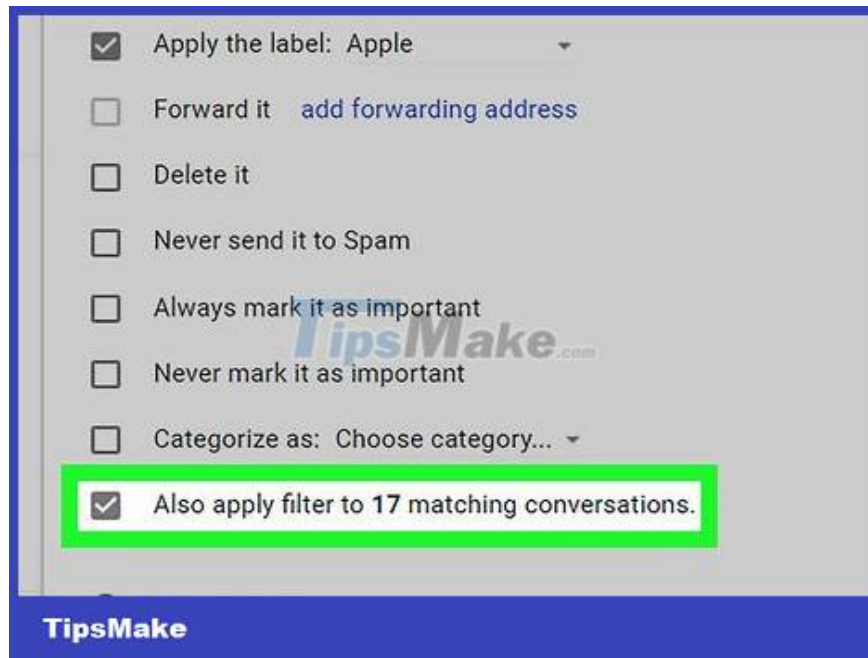 Apply the label: Apple
Forward it add forwarding address
Delete it
Never send it to Spam
Always mark it as important
TipsMake.com
Never mark it as important
Categorize as: Choose category...
Also apply filter to 17 matching conversations.
TipsMake